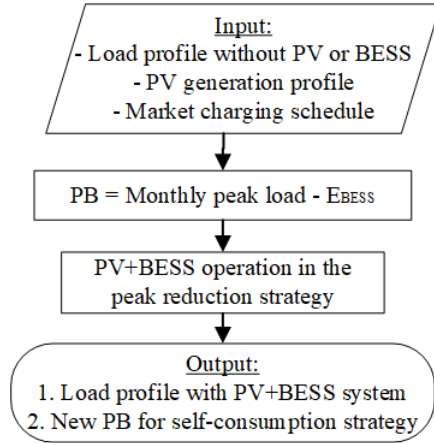 Input:
- Load profile without PV or BESS
- PV generation profile
- Market charging schedule
PB = Monthly peak load - EBESS
PV+BESS operation in the
peak reduction strategy
Output:
1. Load profile with PV+BESS system
2. New PB for self-consumption strategy